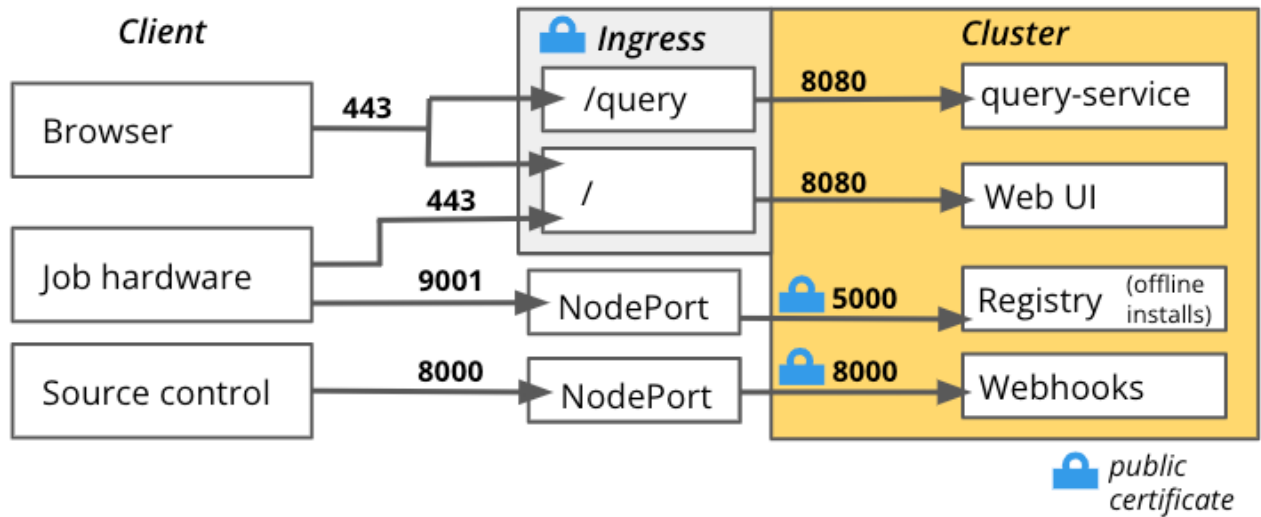 Client
Ingress
Cluster
Browser
443
/query
8080
query-service
/
8080
Web UI
443
Job hardware
9001
NodePort
5000
Registry
(offline
installs)
Source control
8000
NodePort
8000
Webhooks
public
certificate